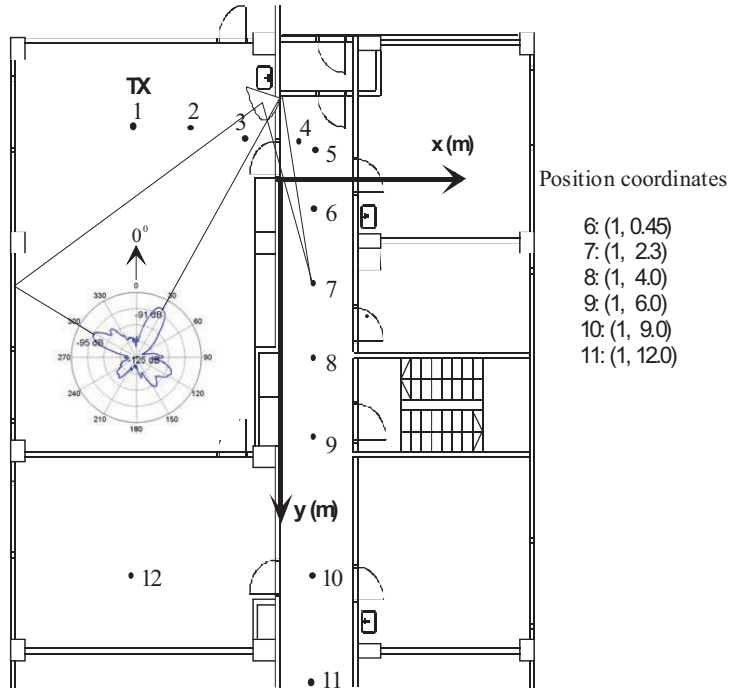 TX
1
2
3
4
5
x (m)
Position coordinates
6
6: (1, 0.45)
7: (1, 2.3)
8: (1, 4.0)
9: (1, 6.0)
10: (1, 9.0)
11: (1, 12.0)
0°
7
0
330
30
-91 dB
300
60
-95 dB
270
-125 dB
90
8
240
120
210
150
180
9
y (m)
12
10
11